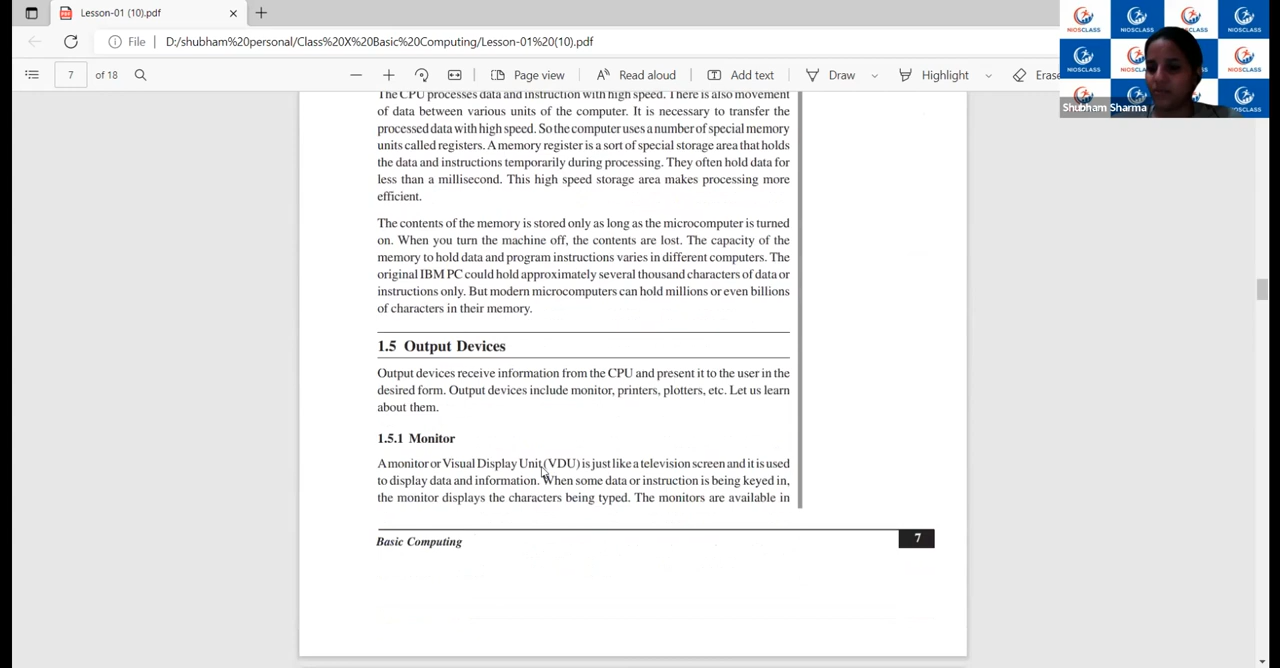 Lesson-01 (10).pdf
File D:/shubham%20personal/Class%20X%20Basic%20Computing/Lesson-01%20(10).pdf
7 of 18 Page view Read aloud Add text Draw Highlight Erase
NIOSCLASS NIOSCLASS
NIOSCLASS NIOSCLASS
Shubham Sharma NIOSCLASS
The CPU processes data and instruction with high speed. There is also movement
of data between various units of the computer. It is necessary to transfer the
processed data with high speed. So the computer uses a number of special memory
units called registers. A memory register is a sort of special storage area that holds
the data and instructions temporarily during processing. They often hold data for
less than a millisecond. This high speed storage area makes processing more
efficient.
The contents of the memory is stored only as long as the microcomputer is turned
on. When you turn the machine off, the contents are lost. The capacity of the
memory to hold data and program instructions varies in different computers. The
original IBM PC could hold approximately several thousand characters of data or
instructions only. But modern microcomputers can hold millions or even billions
of characters in their memory.
1.5 Output Devices
Output devices receive information from the CPU and present it to the user in the
desired form. Output devices include monitor, printers, plotters, etc. Let us learn
about them.
1.5.1 Monitor
A monitor or Visual Display Unit (VDU) is just like a television screen and it is used
to display data and information. When some data or instruction is being keyed in,
the monitor displays the characters being typed. The monitors are available in
Basic Computing 7